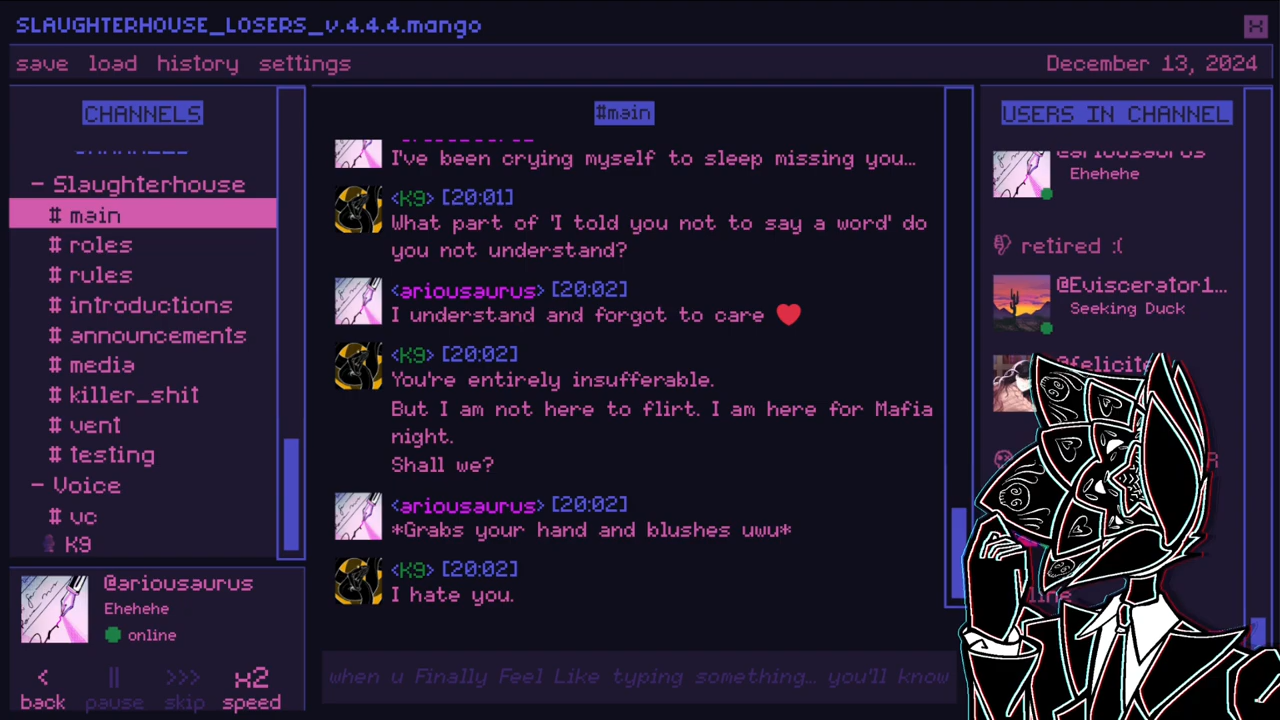 SLAUGHTERHOUSE_LOSERS_v.4.4.4.mango
X
save load history settings
December 13, 2024
CHANNELS
- Slaughterhouse
# main
# roles
# rules
# introductions
# announcements
# media
# killer_shit
# vent
# testing
- Voice
# vc
K9
@ariousaurus
Ehehehe
online
< back
|| pause
>>> skip
x2 speed
#main
I've been crying myself to sleep missing you...
<K9> [20:01]
What part of 'I told you not to say a word' do
you not understand?
<ariousaurus> [20:02]
I understand and forgot to care ❤
<K9> [20:02]
You're entirely insufferable.
But I am not here to flirt. I am here for Mafia
night.
Shall we?
<ariousaurus> [20:02]
*Grabs your hand and blushes uwu*
<K9> [20:02]
I hate you.
when u Finally Feel Like typing something... you'll know
USERS IN CHANNEL
@ariousaurus
Ehehehe
retired :(
@Eviscerator1...
Seeking Duck